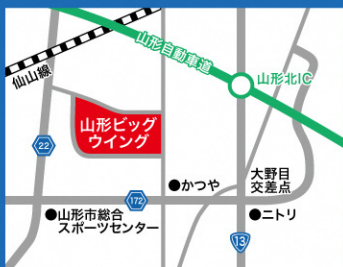 仙山線
山形自動車道
山形北IC
山形ビッグ
ウイング
22
●かつや
大野目
交差点
172
●山形市総合
スポーツセンター
●ニトリ
13